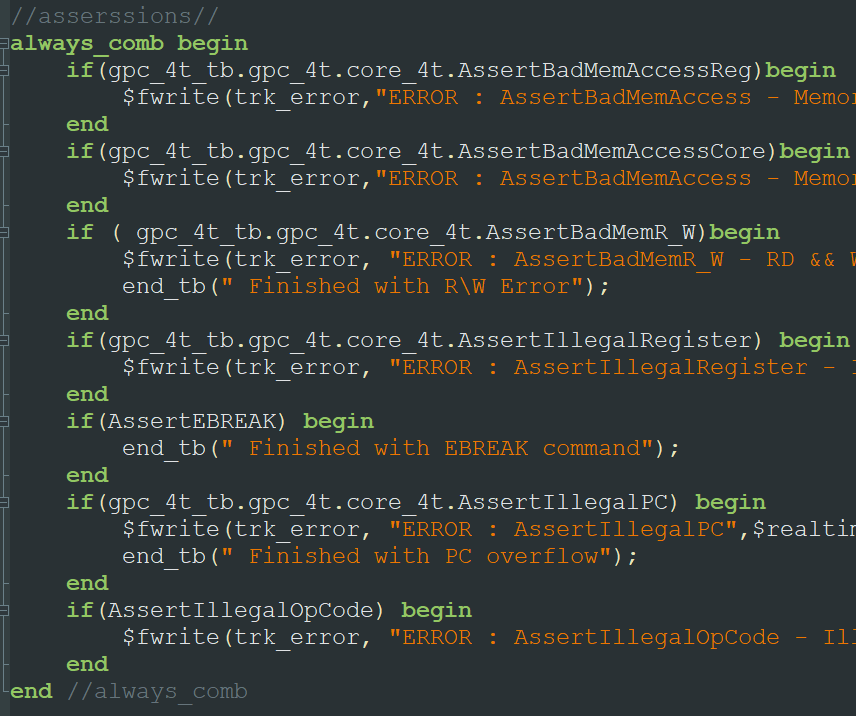 //asserssions//
always_comb begin
if(gpc_4t_tb.gpc_4t.core_4t.AssertBadMemAccessReg)begin
$fwrite(trk_error,"ERROR : AssertBadMemAccess - Memor
end
if(gpc_4t_tb.gpc_4t.core_4t.AssertBadMemAccessCore)begin
$fwrite(trk_error,"ERROR : AssertBadMemAccess - Memor
end
if ( gpc_4t_tb.gpc_4t.core_4t.AssertBadMemR_W)begin
$fwrite(trk_error, "ERROR : AssertBadMemR_W - RD && W
end_tb(" Finished with R\W Error");
end
if(gpc_4t_tb.gpc_4t.core_4t.AssertIllegalRegister) begin
$fwrite(trk_error, "ERROR : AssertIllegalRegister - I
end
if(AssertEBREAK) begin
end_tb(" Finished with EBREAK command");
end
if(gpc_4t_tb.gpc_4t.core_4t.AssertIllegalPC) begin
$fwrite(trk_error, "ERROR : AssertIllegalPC",$realtim
end_tb(" Finished with PC overflow");
end
if(AssertIllegalOpCode) begin
$fwrite(trk_error, "ERROR : AssertIllegalOpCode - Ill
end
end //always_comb